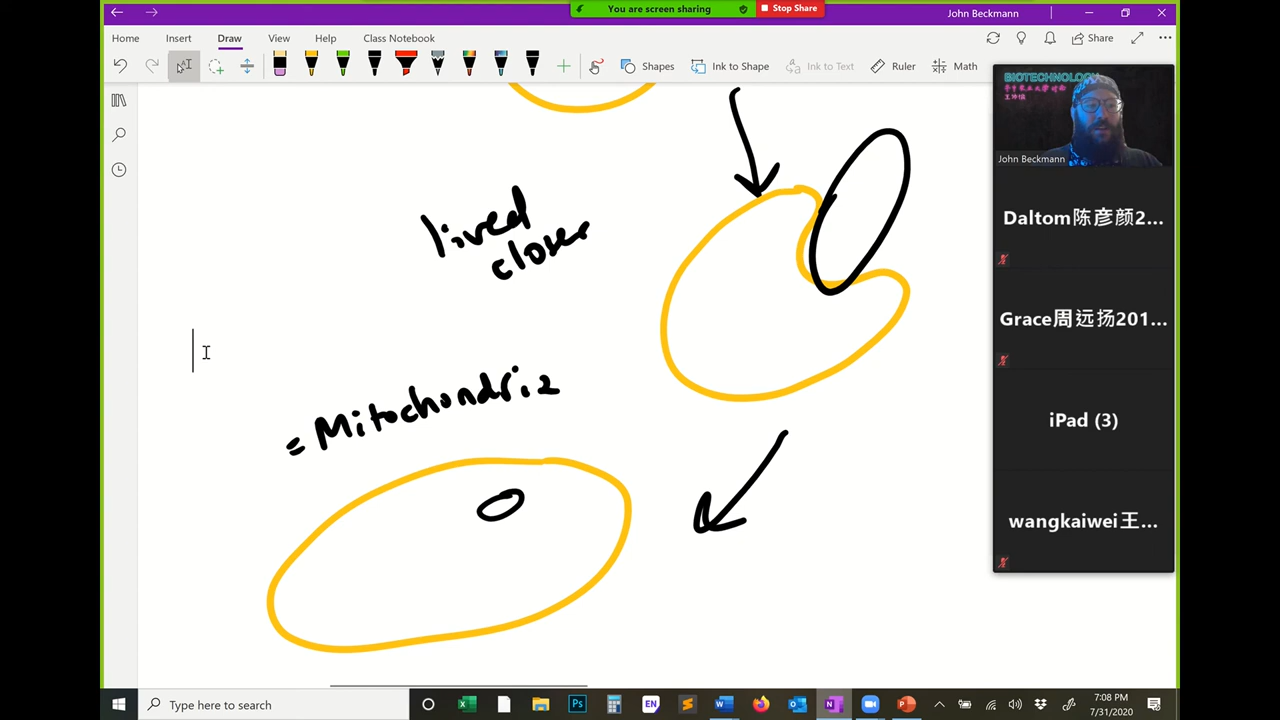 You are screen sharing
Stop Share
John Beckmann
Home
Insert
Draw
View
Help
Class Notebook
Share
Shapes
Ink to Shape
Ink to Text
Ruler
Math
BIOTECHNOLOGY
John Beckmann
Daltom陈彦颜2...
Grace周远扬201...
iPad (3)
wangkaiwei王...
lived
closer
= Mitochondria
Type here to search
EN
7:08 PM
7/31/2020